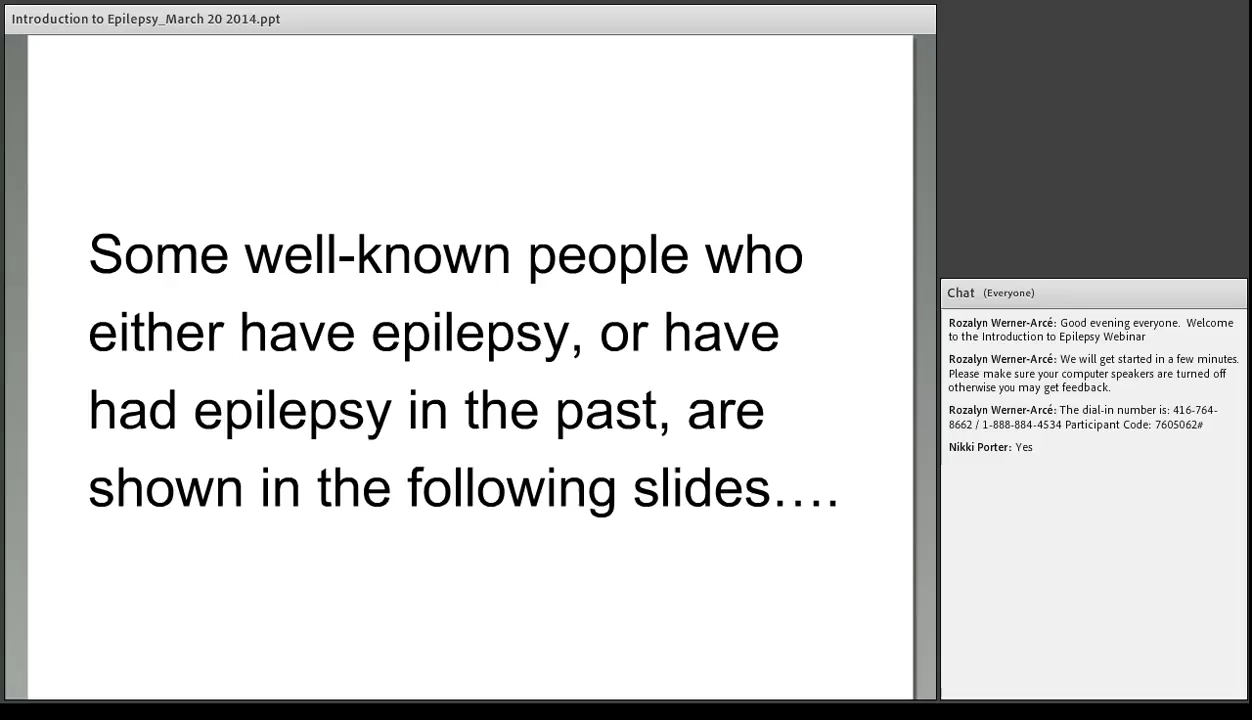 Introduction to Epilepsy_March 20 2014.ppt
Some well-known people who
either have epilepsy, or have
had epilepsy in the past, are
shown in the following slides….
Chat (Everyone)
Rozalyn Werner-Arcé: Good evening everyone. Welcome
to the Introduction to Epilepsy Webinar
Rozalyn Werner-Arcé: We will get started in a few minutes.
Please make sure your computer speakers are turned off
otherwise you may get feedback.
Rozalyn Werner-Arcé: The dial-in number is: 416-764-
8662 / 1-888-884-4534 Participant Code: 7605062#
Nikki Porter: Yes